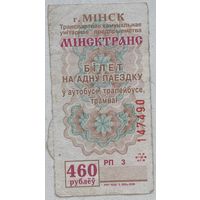 г. МІНСК
Транспартнае камунальнае
унітарнае прадпрыемства
МІНСКТРАНС
БІЛЕТ
НА АДНУ ПАЕЗДКУ
ў аўтобусе, тралейбусе,
трамваі
147490
РП 3
460
рублёў